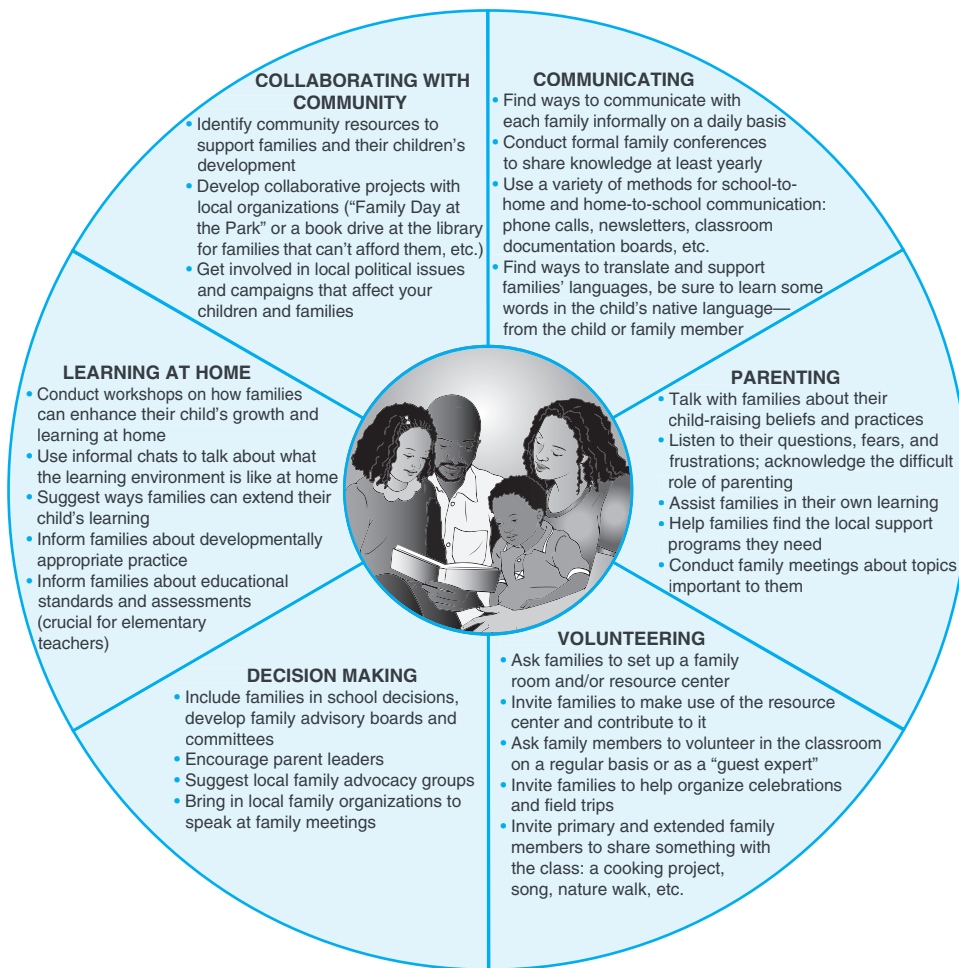 COLLABORATING WITH
COMMUNITY
• Identify community resources to
support families and their children's
development
• Develop collaborative projects with
local organizations (“Family Day at
the Park” or a book drive at the library
for families that can't afford them, etc.)
• Get involved in local political issues
and campaigns that affect your
children and families
COMMUNICATING
• Find ways to communicate with
each family informally on a daily basis
• Conduct formal family conferences
to share knowledge at least yearly
• Use a variety of methods for school-to-
home and home-to-school communication:
phone calls, newsletters, classroom
documentation boards, etc.
• Find ways to translate and support
families' languages, be sure to learn some
words in the child's native language—
from the child or family member
LEARNING AT HOME
• Conduct workshops on how families
can enhance their child's growth and
learning at home
• Use informal chats to talk about what
the learning environment is like at home
• Suggest ways families can extend their
child's learning
• Inform families about developmentally
appropriate practice
• Inform families about educational
standards and assessments
(crucial for elementary
teachers)
PARENTING
• Talk with families about their
child-raising beliefs and practices
• Listen to their questions, fears, and
frustrations; acknowledge the difficult
role of parenting
• Assist families in their own learning
• Help families find the local support
programs they need
• Conduct family meetings about topics
important to them
DECISION MAKING
• Include families in school decisions,
develop family advisory boards and
committees
• Encourage parent leaders
• Suggest local family advocacy groups
• Bring in local family organizations to
speak at family meetings
VOLUNTEERING
• Ask families to set up a family
room and/or resource center
• Invite families to make use of the resource
center and contribute to it
• Ask family members to volunteer in the classroom
on a regular basis or as a “guest expert”
• Invite families to help organize celebrations
and field trips
• Invite primary and extended family
members to share something with
the class: a cooking project,
song, nature walk, etc.